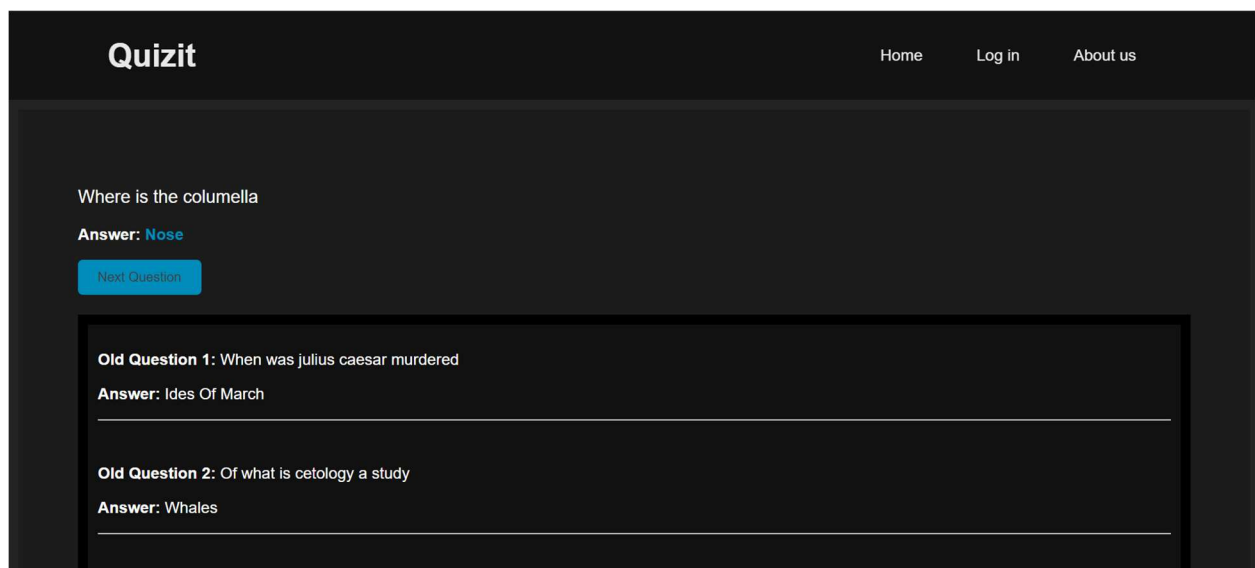 Quizit
Home
Log in
About us
Where is the columella
Answer: Nose
Next Question
Old Question 1: When was julius caesar murdered
Answer: Ides Of March
Old Question 2: Of what is cetology a study
Answer: Whales